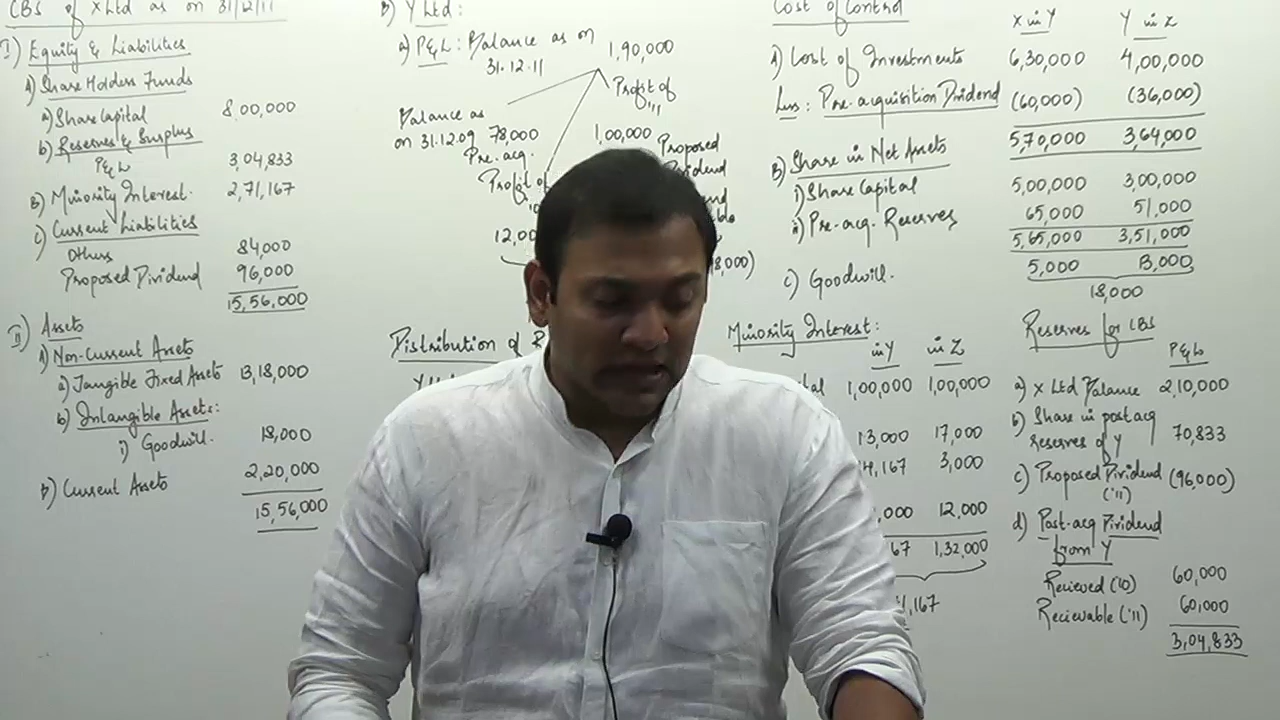 CBS of X Ltd as on 31/12/11
I) Equity & Liabilities
A) Share Holders Funds
a) Share Capital 8,00,000
b) Reserves & Surplus
P&L 3,04,833
B) Minority Interest. 2,71,167
C) Current Liabilities
Others 84,000
Proposed Dividend 96,000
15,56,000
II) Assets
A) Non-Current Assets
a) Tangible Fixed Assets 13,18,000
b) Intangible Assets:
i) Goodwill. 18,000
B) Current Assets 2,20,000
15,56,000
B) Y Ltd:
a) P&L: Balance as on 1,90,000
31.12.11
Profit of
'11
Balance as
on 31.12.09 78,000 1,00,000
Pre-acq. Proposed
Dividend
Profit of
12,00
8,000)
Distribution of
Cost of Control
X in Y Y in Z
A) Cost of Investments 6,30,000 4,00,000
Less: Pre-acquisition Dividend (60,000) (36,000)
5,70,000 3,64,000
B) Share in Net Assets
i) Share Capital 5,00,000 3,00,000
ii) Pre-acq. Reserves 65,000 51,000
5,65,000 3,51,000
C) Goodwill. 5,000 13,000
18,000
Minority Interest:
in Y in Z
1,00,000 1,00,000
13,000 17,000
14,167 3,000
,000 12,000
67 1,32,000
1,167
Reserves for CBS
P&L
a) X Ltd Balance 2,10,000
b) Share in post acq
reserves of Y 70,833
c) Proposed Dividend (96,000)
('11)
d) Post-acq Dividend
from Y
Recieved ('10) 60,000
Recievable ('11) 60,000
3,04,833